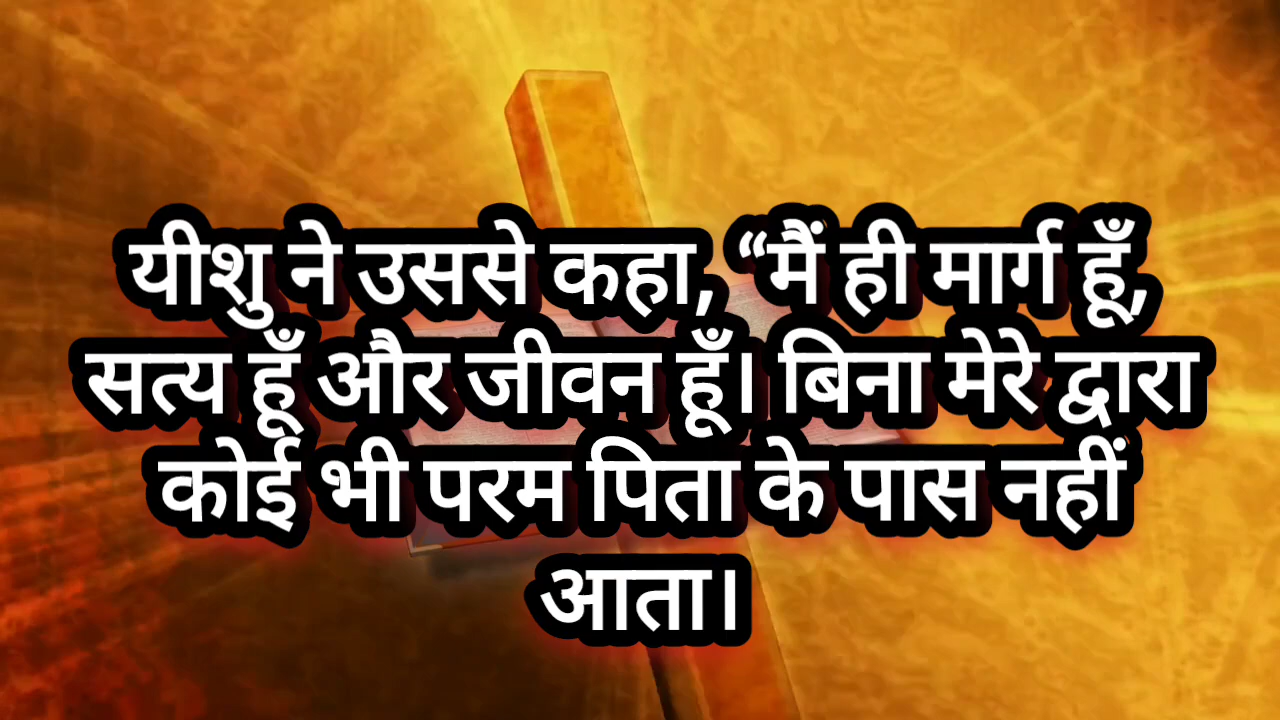 यीशु ने उससे कहा, “मैं ही मार्ग हूँ,
सत्य हूँ और जीवन हूँ। बिना मेरे द्वारा
कोई भी परम पिता के पास नहीं
आता।